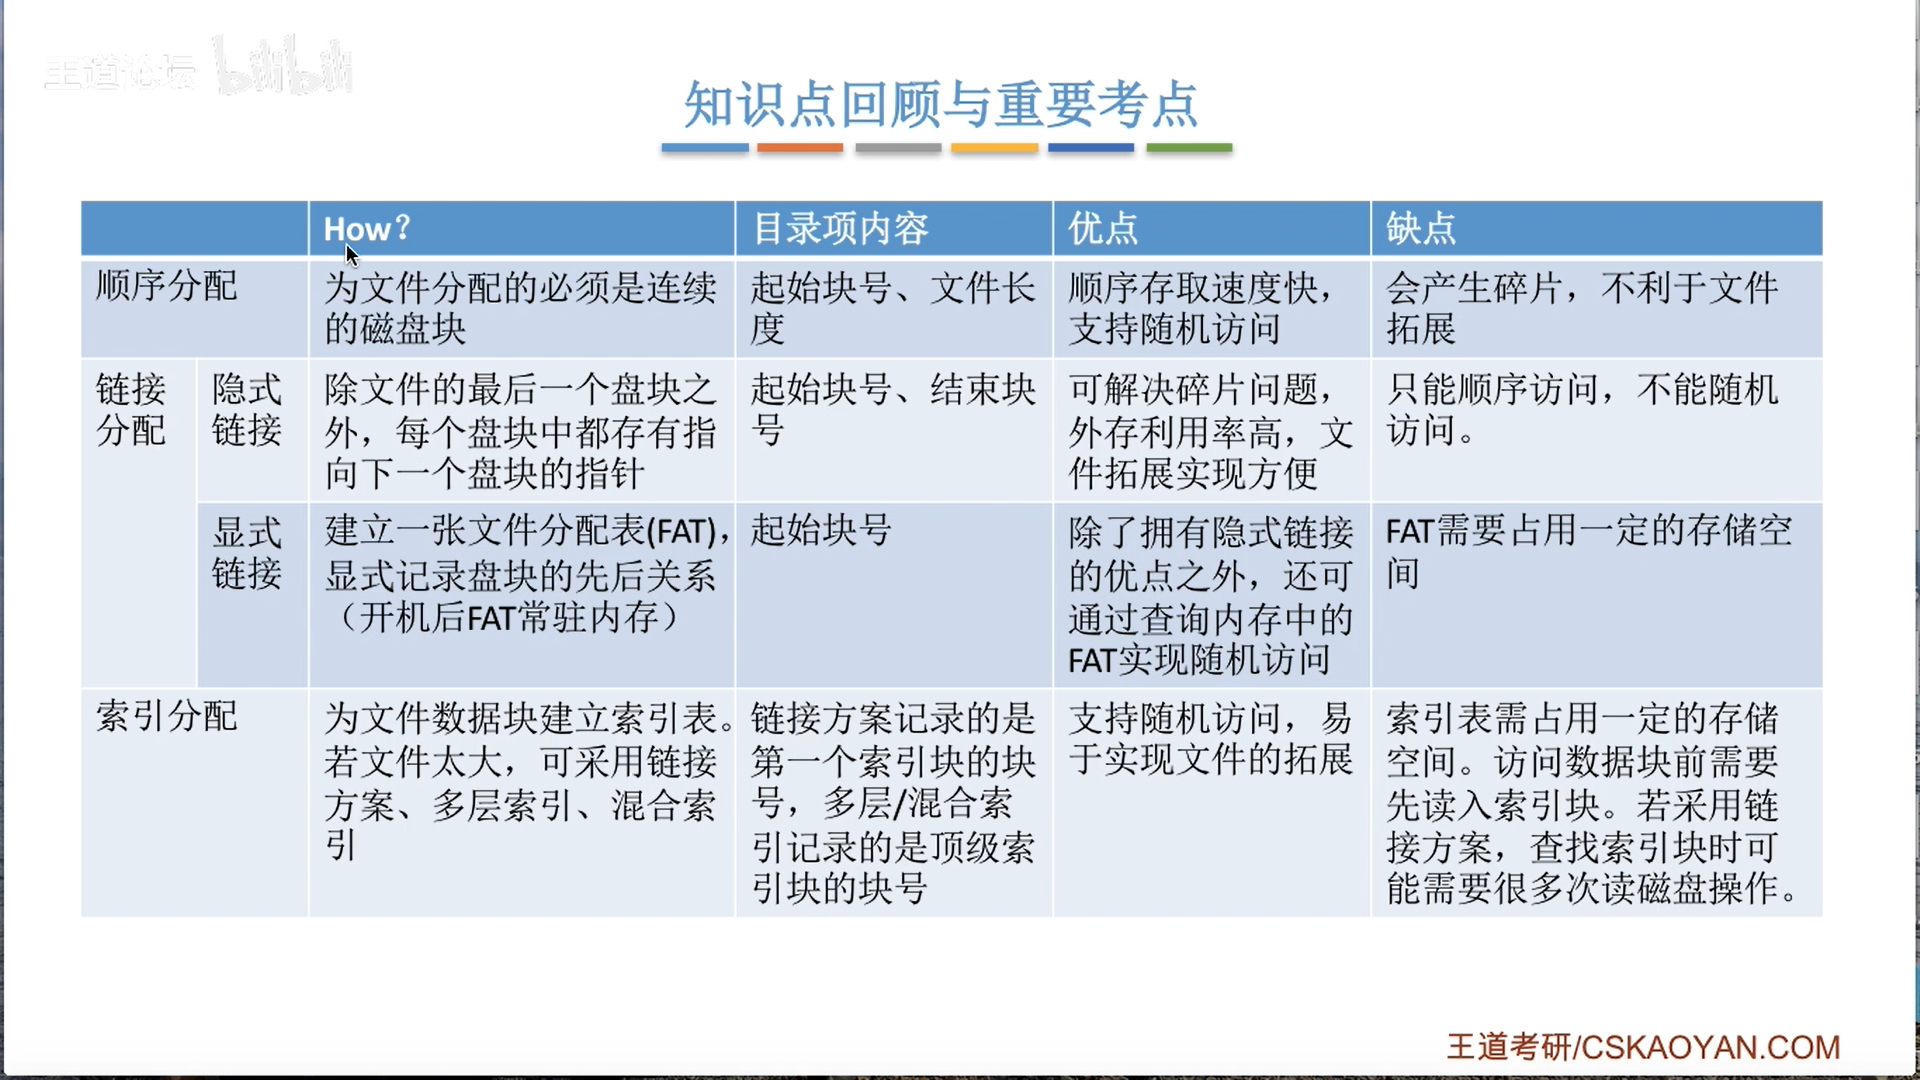 王道论坛 bilibili
知识点回顾与重要考点
How?
目录项内容
优点
缺点
顺序分配
为文件分配的必须是连续
的磁盘块
起始块号、文件长
度
顺序存取速度快，
支持随机访问
会产生碎片，不利于文件
拓展
链接
分配
隐式
链接
除文件的最后一个盘块之
外，每个盘块中都存有指
向下一个盘块的指针
起始块号、结束块
号
可解决碎片问题，
外存利用率高，文
件拓展实现方便
只能顺序访问，不能随机
访问。
显式
链接
建立一张文件分配表(FAT)，
显式记录盘块的先后关系
（开机后FAT常驻内存）
起始块号
除了拥有隐式链接
的优点之外，还可
通过查询内存中的
FAT实现随机访问
FAT需要占用一定的存储空
间
索引分配
为文件数据块建立索引表。
若文件太大，可采用链接
方案、多层索引、混合索
引
链接方案记录的是
第一个索引块的块
号，多层/混合索
引记录的是顶级索
引块的块号
支持随机访问，易
于实现文件的拓展
索引表需占用一定的存储
空间。访问数据块前需要
先读入索引块。若采用链
接方案，查找索引块时可
能需要很多次读磁盘操作。
王道考研/CSKAOYAN.COM